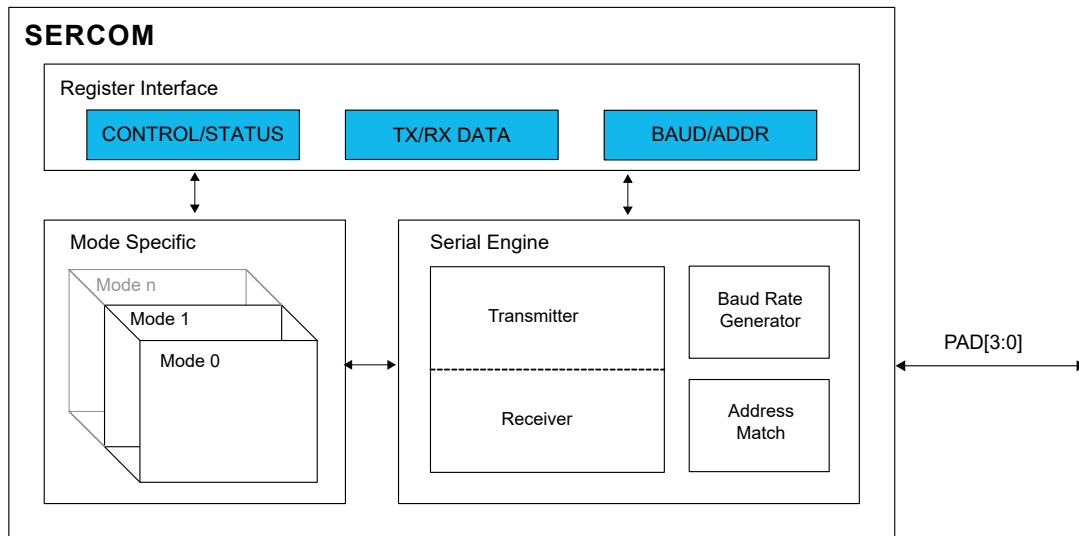 SERCOM
Register Interface
CONTROL/STATUS
TX/RX DATA
BAUD/ADDR
Mode Specific
Mode n
Mode 1
Mode 0
Serial Engine
Transmitter
Receiver
Baud Rate
Generator
Address
Match
PAD[3:0]